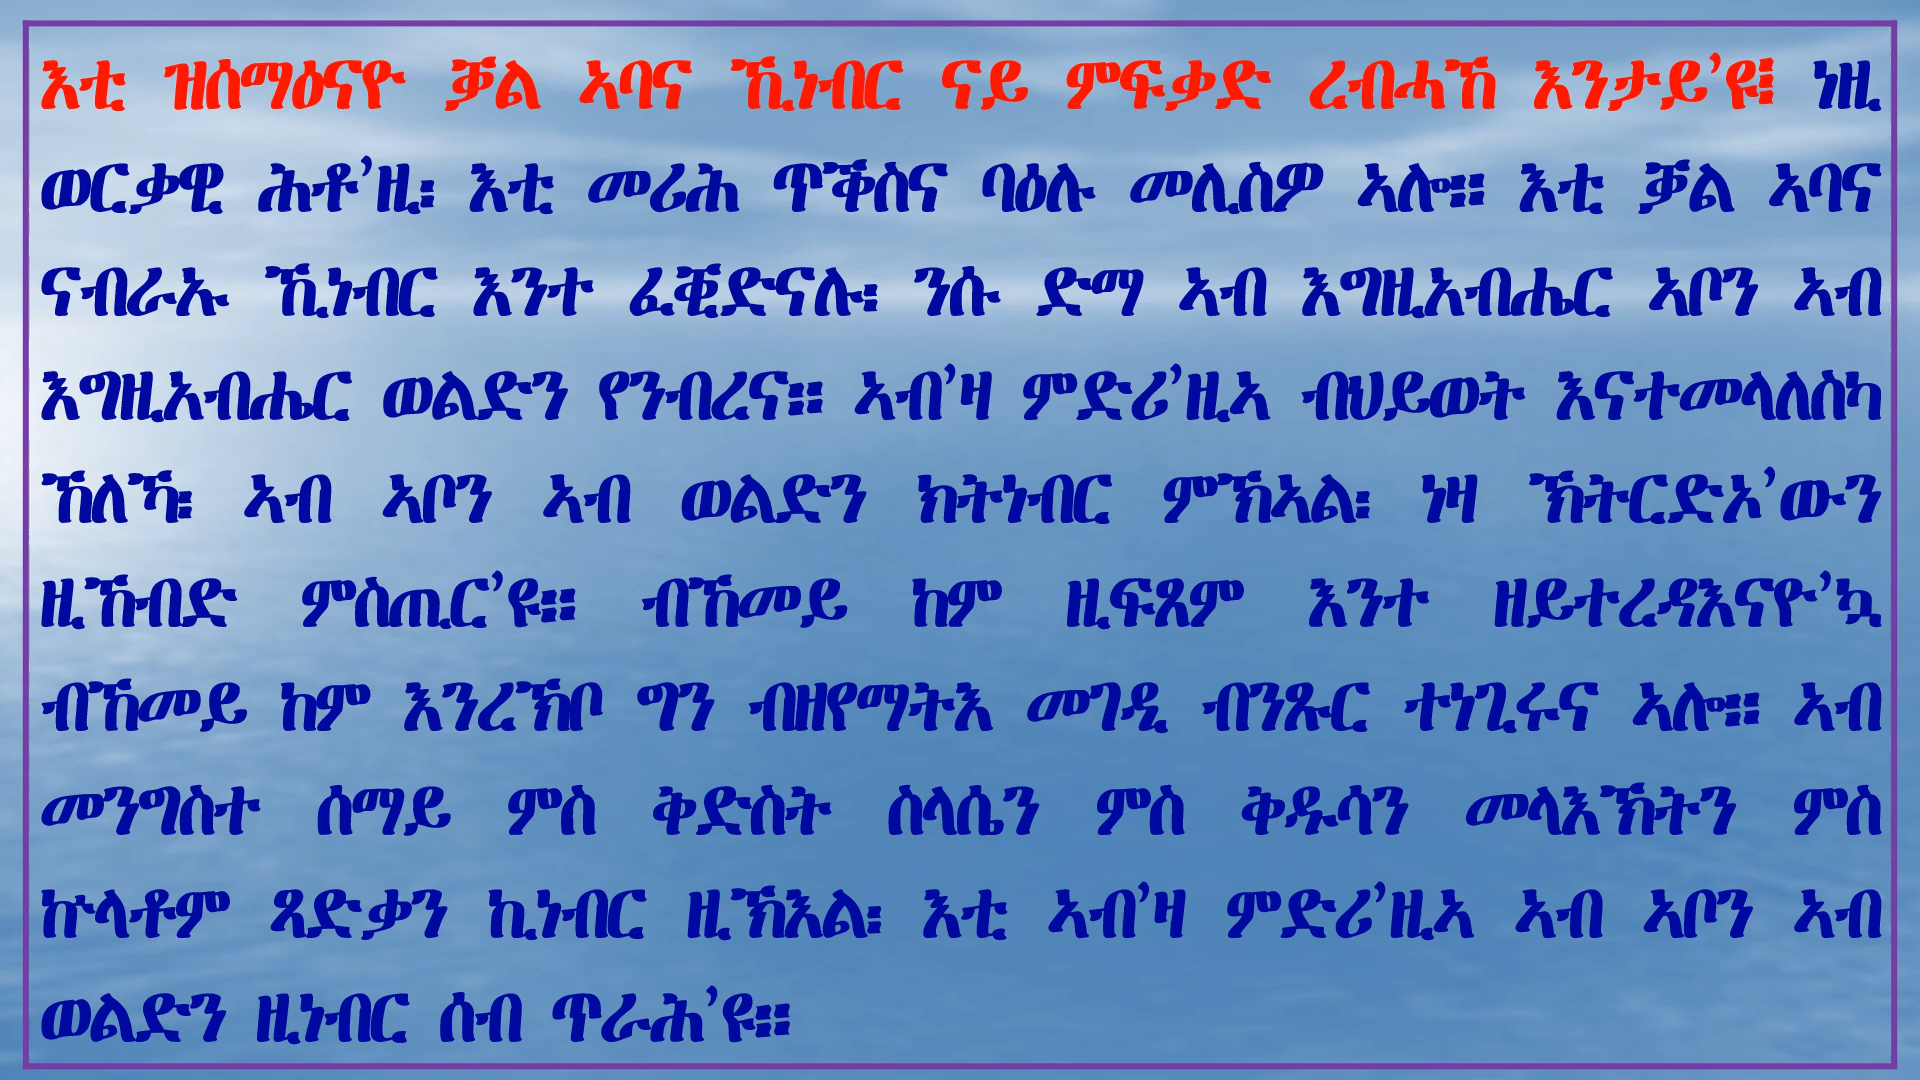 እቲ ዝሰማዕናዮ ቓል ኣባና ኺነብር ናይ ምፍቃድ ረብሓኸ እንታይ’ዩ፧ ነዚ
ወርቃዊ ሕቶ’ዚ፡ እቲ መሪሕ ጥቕስና ባዕሉ መሊስዎ ኣሎ። እቲ ቓል ኣባና
ናብራኡ ኺነብር እንተ ፈቒድናሉ፡ ንሱ ድማ ኣብ እግዚአብሔር ኣቦን ኣብ
እግዚአብሔር ወልድን የንብረና። ኣብ’ዛ ምድሪ’ዚኣ ብህይወት እናተመላለስካ
ኸለኻ፡ ኣብ ኣቦን ኣብ ወልድን ክትነብር ምኽኣል፡ ነዛ ኽትርድኦ’ውን
ዚኸብድ ምስጢር’ዩ። ብኸመይ ከም ዚፍጸም እንተ ዘይተረዳእናዮ’ኳ
ብኸመይ ከም እንረኽቦ ግን ብዘየማትእ መገዲ ብንጹር ተነጊሩና ኣሎ። ኣብ
መንግስተ ሰማይ ምስ ቅድስት ስላሴን ምስ ቅዱሳን መላእኽትን ምስ
ኵላቶም ጻድቃን ኪነብር ዚኽእል፡ እቲ ኣብ’ዛ ምድሪ’ዚኣ ኣብ ኣቦን ኣብ
ወልድን ዚነብር ሰብ ጥራሕ’ዩ።